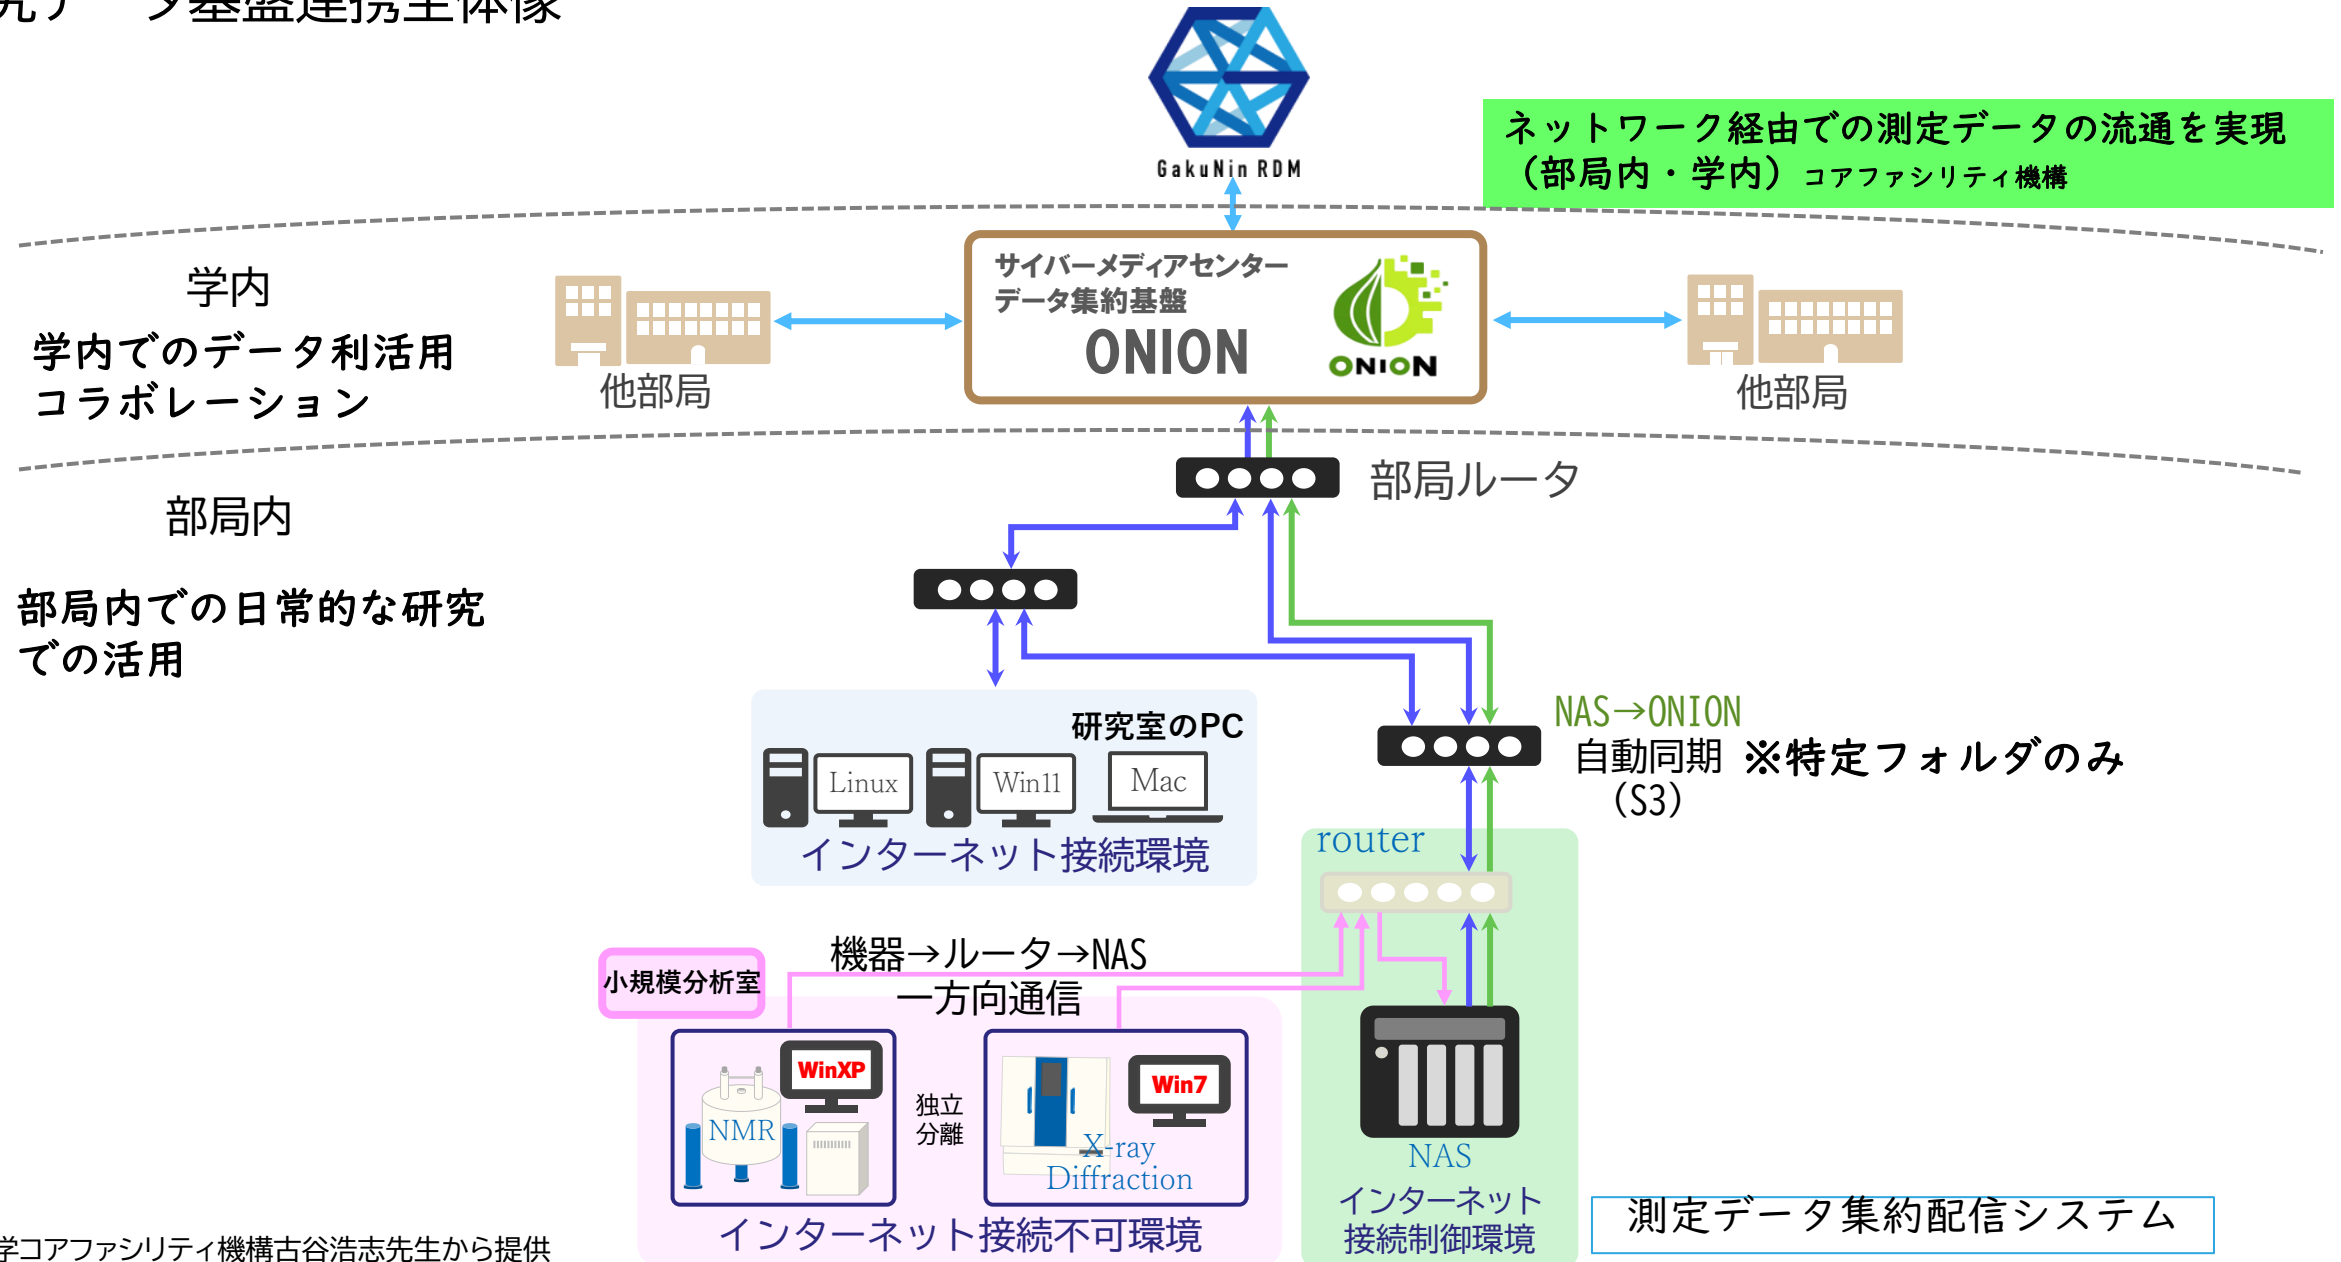 究データ基盤連携全体像
GakuNin RDM
ネットワーク経由での測定データの流通を実現
（部局内・学内）コアファシリティ機構
学内
学内でのデータ利活用
コラボレーション
他部局
サイバーメディアセンター
データ集約基盤
ONION
ONION
他部局
部局ルータ
部局内
部局内での日常的な研究
での活用
研究室のPC
Linux
Win11
Mac
インターネット接続環境
NAS→ONION
自動同期 ※特定フォルダのみ
（S3）
router
機器→ルータ→NAS
一方向通信
小規模分析室
WinXP
NMR
独立
分離
Win7
X-ray
Diffraction
インターネット接続不可環境
NAS
インターネット
接続制御環境
測定データ集約配信システム
学コアファシリティ機構古谷浩志先生から提供